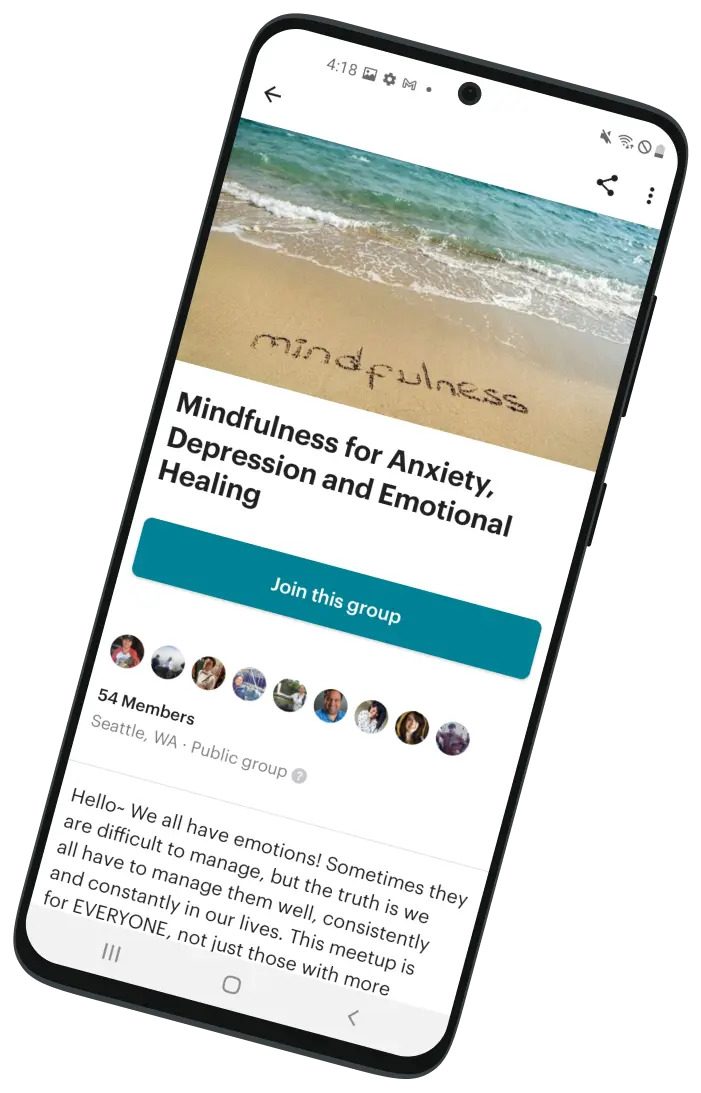 4:18
mindfulness
Mindfulness for Anxiety,
Depression and Emotional
Healing
Join this group
54 Members
Seattle, WA · Public group ?
Hello~ We all have emotions! Sometimes they
are difficult to manage, but the truth is we
all have to manage them well, consistently
and constantly in our lives. This meetup is
for EVERYONE, not just those with more